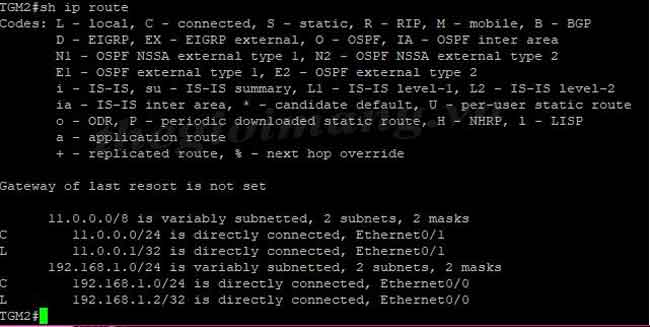 TGM2#sh ip route
Codes: L - local, C - connected, S - static, R - RIP, M - mobile, B - BGP
D - EIGRP, EX - EIGRP external, O - OSPF, IA - OSPF inter area
N1 - OSPF NSSA external type 1, N2 - OSPF NSSA external type 2
E1 - OSPF external type 1, E2 - OSPF external type 2
i - IS-IS, su - IS-IS summary, L1 - IS-IS level-1, L2 - IS-IS level-2
ia - IS-IS inter area, * - candidate default, U - per-user static route
o - ODR, P - periodic downloaded static route, H - NHRP, l - LISP
a - application route
+ - replicated route, % - next hop override
Gateway of last resort is not set
11.0.0.0/8 is variably subnetted, 2 subnets, 2 masks
C 11.0.0.0/24 is directly connected, Ethernet0/1
L 11.0.0.1/32 is directly connected, Ethernet0/1
192.168.1.0/24 is variably subnetted, 2 subnets, 2 masks
C 192.168.1.0/24 is directly connected, Ethernet0/0
L 192.168.1.2/32 is directly connected, Ethernet0/0
TGM2#